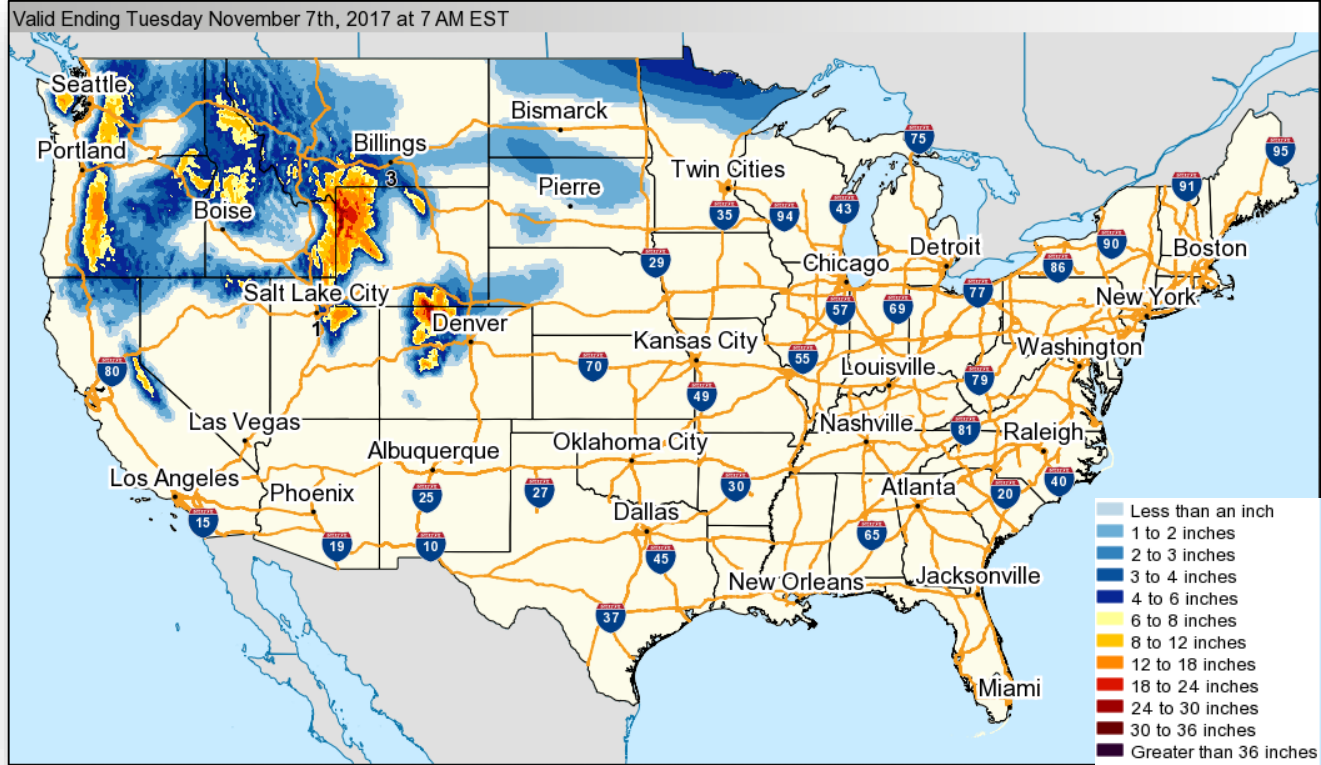 Valid Ending Tuesday November 7th, 2017 at 7 AM EST
Seattle
Portland
Bismarck
Billings
3
Twin Cities
75
95
Pierre
Boise
35
94
43
91
29
Chicago
Detroit
90
86
Boston
Salt Lake City
1
Denver
57
69
77
New York
Kansas City
Washington
80
70
55
Louisville
79
49
Las Vegas
Albuquerque
Oklahoma City
Nashville
81
Raleigh
Los Angeles
Phoenix
25
27
30
Atlanta
20
40
15
19
10
Dallas
45
65
New Orleans
Jacksonville
37
Miami
Less than an inch
1 to 2 inches
2 to 3 inches
3 to 4 inches
4 to 6 inches
6 to 8 inches
8 to 12 inches
12 to 18 inches
18 to 24 inches
24 to 30 inches
30 to 36 inches
Greater than 36 inches